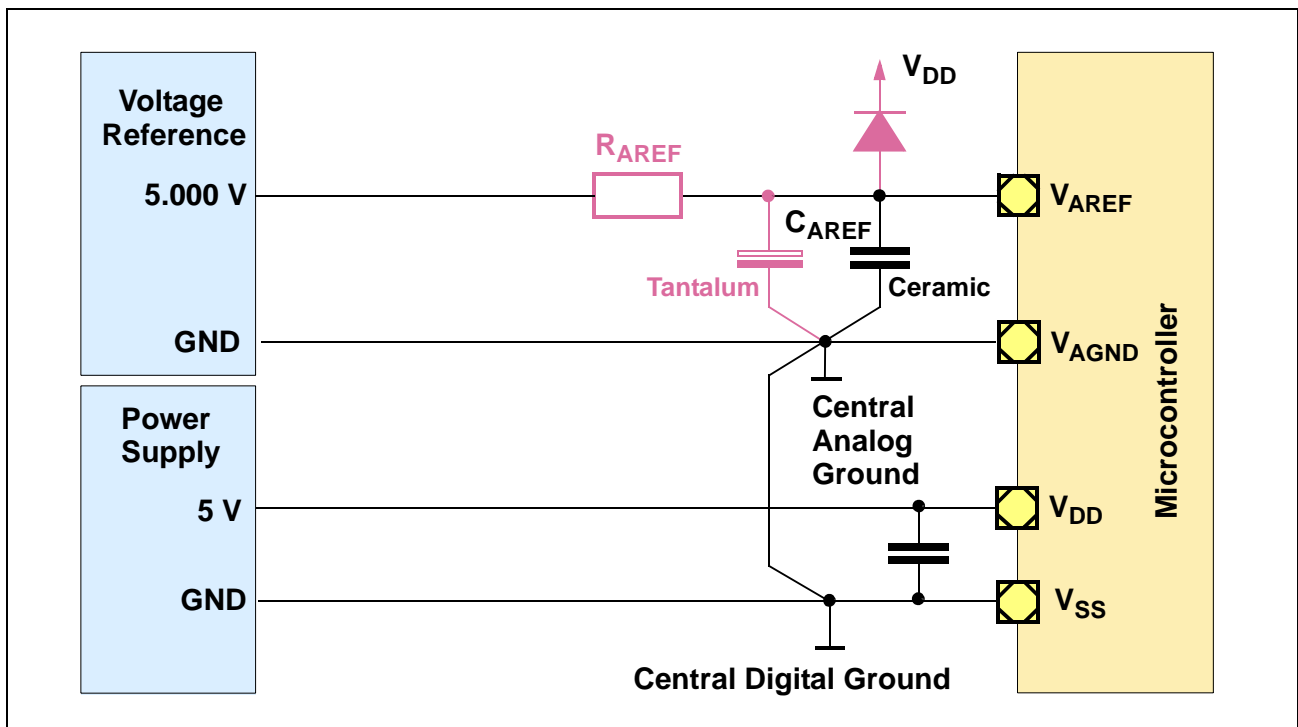 Voltage
Reference
5.000 V
GND
Power
Supply
5 V
GND
RAREF
VDD
CAREF
Tantalum
Ceramic
Central
Analog
Ground
Central Digital Ground
VAREF
VAGND
VDD
VSS
Microcontroller